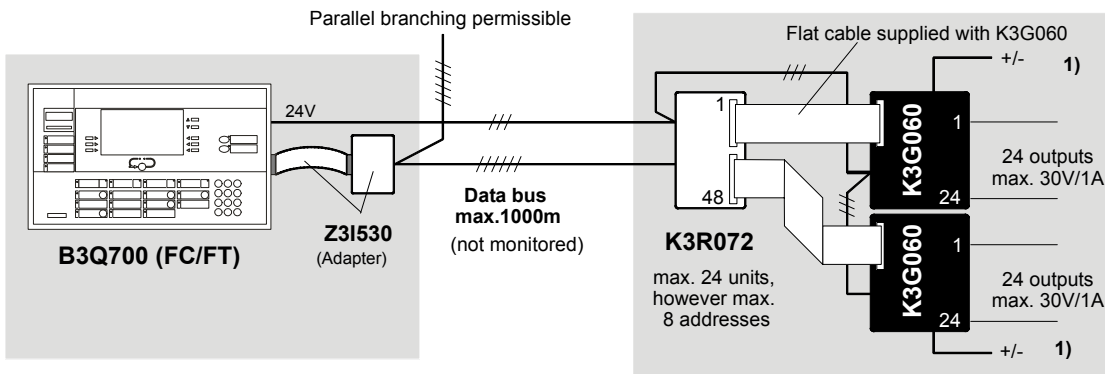 Parallel branching permissible
Flat cable supplied with K3G060
+/- 1)
24V
1
K3G060
1
24 outputs
max. 30V/1A
24
48
Data bus
max.1000m
(not monitored)
Z3I530
(Adapter)
B3Q700 (FC/FT)
K3R072
max. 24 units,
however max.
8 addresses
K3G060
1
24 outputs
max. 30V/1A
24
+/- 1)